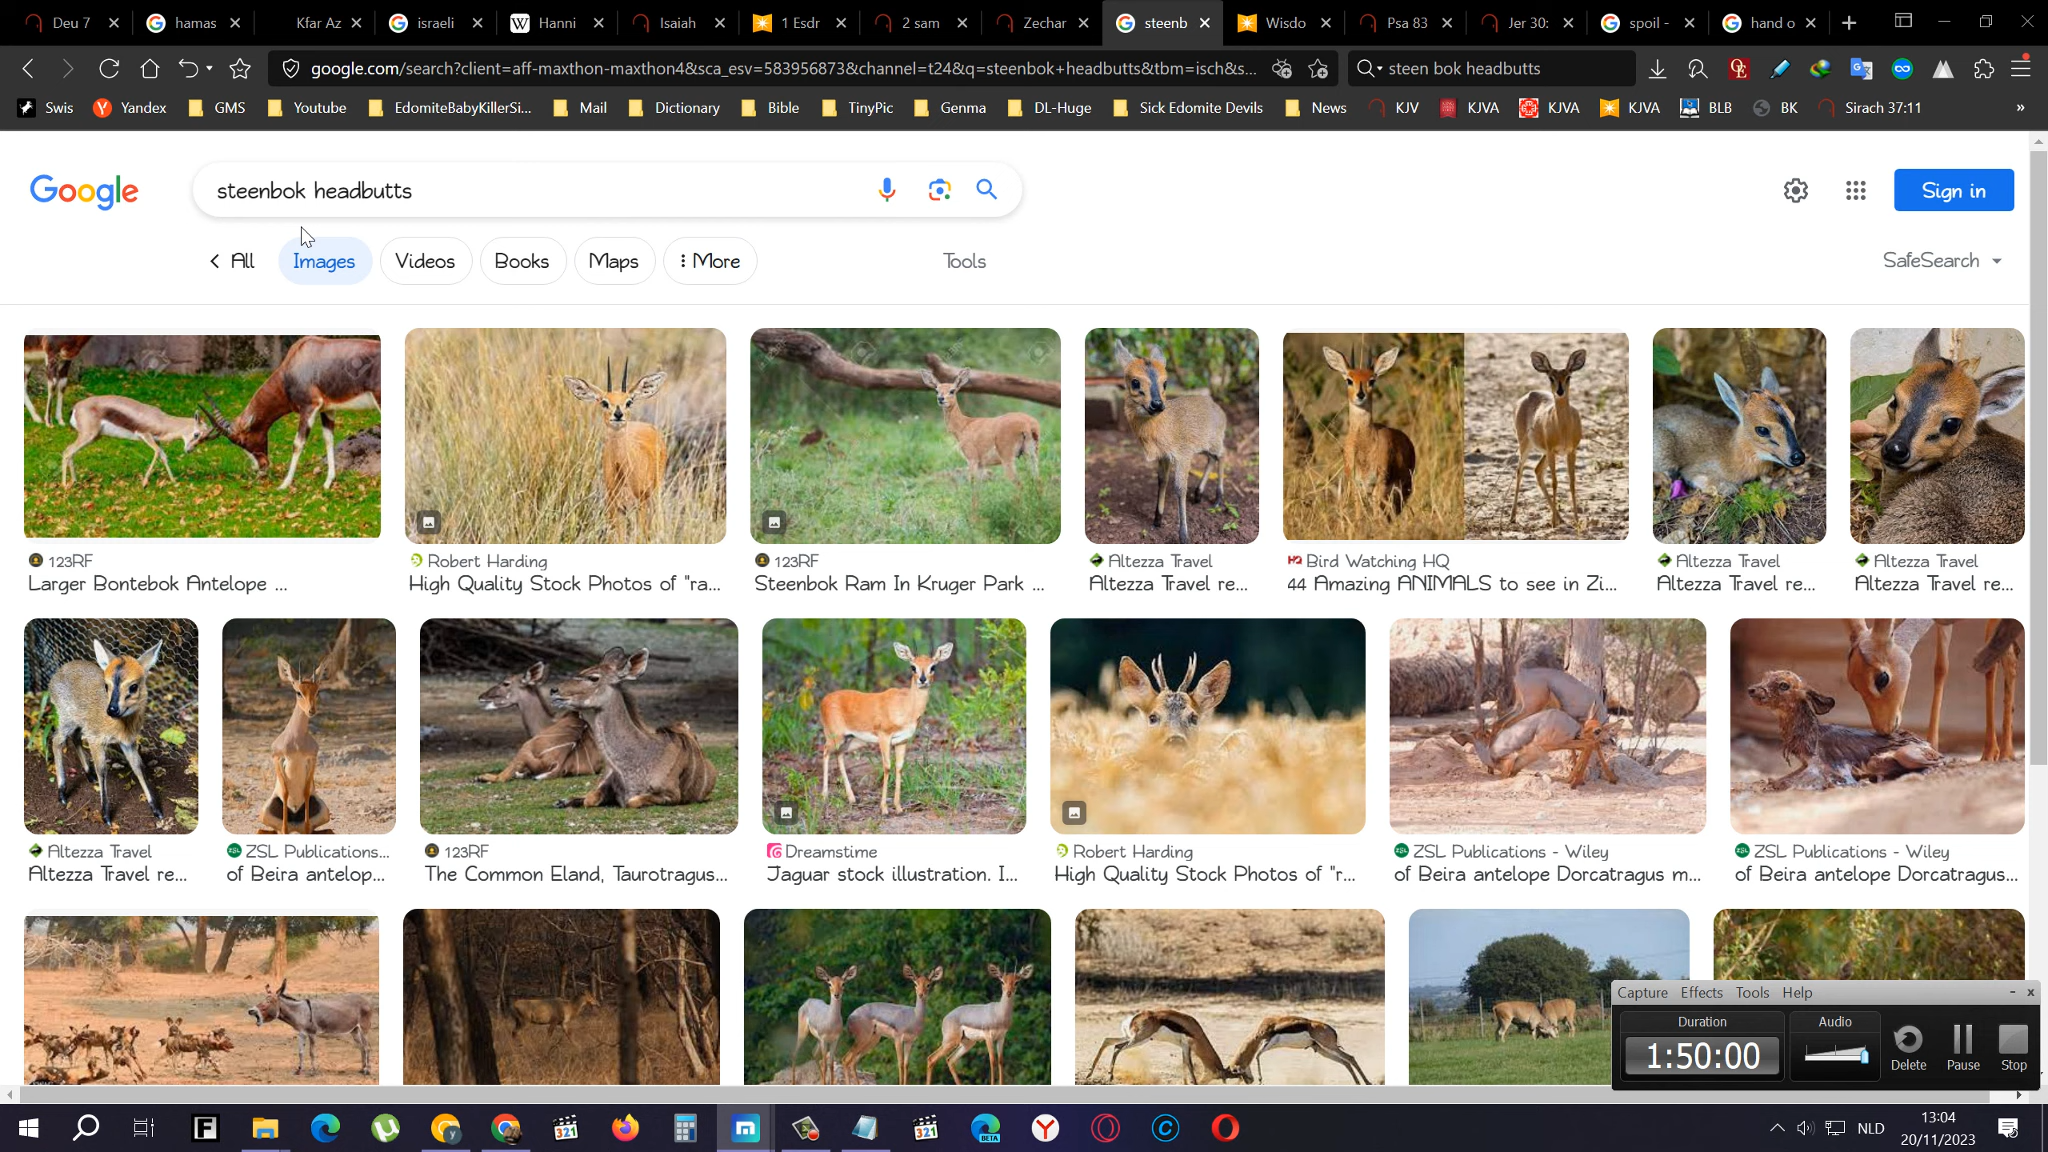 Deu 7
hamas
Kfar Az
israeli
Hanni
Isaiah
1 Esdr
2 sam
Zechar
steenb
Wisdo
Psa 83
Jer 30:
spoil -
hand o
google.com/search?client=aff-maxthon-maxthon4&sca_esv=583956873&channel=t24&q=steenbok+headbutts&tbm=isch&s...
steen bok headbutts
Swis
Yandex
GMS
Youtube
EdomiteBabyKillerSi...
Mail
Dictionary
Bible
TinyPic
Genma
DL-Huge
Sick Edomite Devils
News
KJV
KJVA
KJVA
KJVA
BLB
BK
Sirach 37:11
»
Google
steenbok headbutts
Sign in
All
Images
Videos
Books
Maps
More
Tools
SafeSearch
123RF
Larger Bontebok Antelope ...
Robert Harding
High Quality Stock Photos of "ra...
123RF
Steenbok Ram In Kruger Park ...
Altezza Travel
Altezza Travel re...
Bird Watching HQ
44 Amazing ANIMALS to see in Zi...
Altezza Travel
Altezza Travel re...
Altezza Travel
Altezza Travel re...
Altezza Travel
Altezza Travel re...
ZSL Publications...
of Beira antelop...
123RF
The Common Eland, Taurotragus...
Dreamstime
Jaguar stock illustration. I...
Robert Harding
High Quality Stock Photos of "r...
ZSL Publications - Wiley
of Beira antelope Dorcatragus m...
ZSL Publications - Wiley
of Beira antelope Dorcatragus...
Capture Effects Tools Help
Duration
1:50:00
Audio
Delete
Pause
Stop
NLD
13:04
20/11/2023